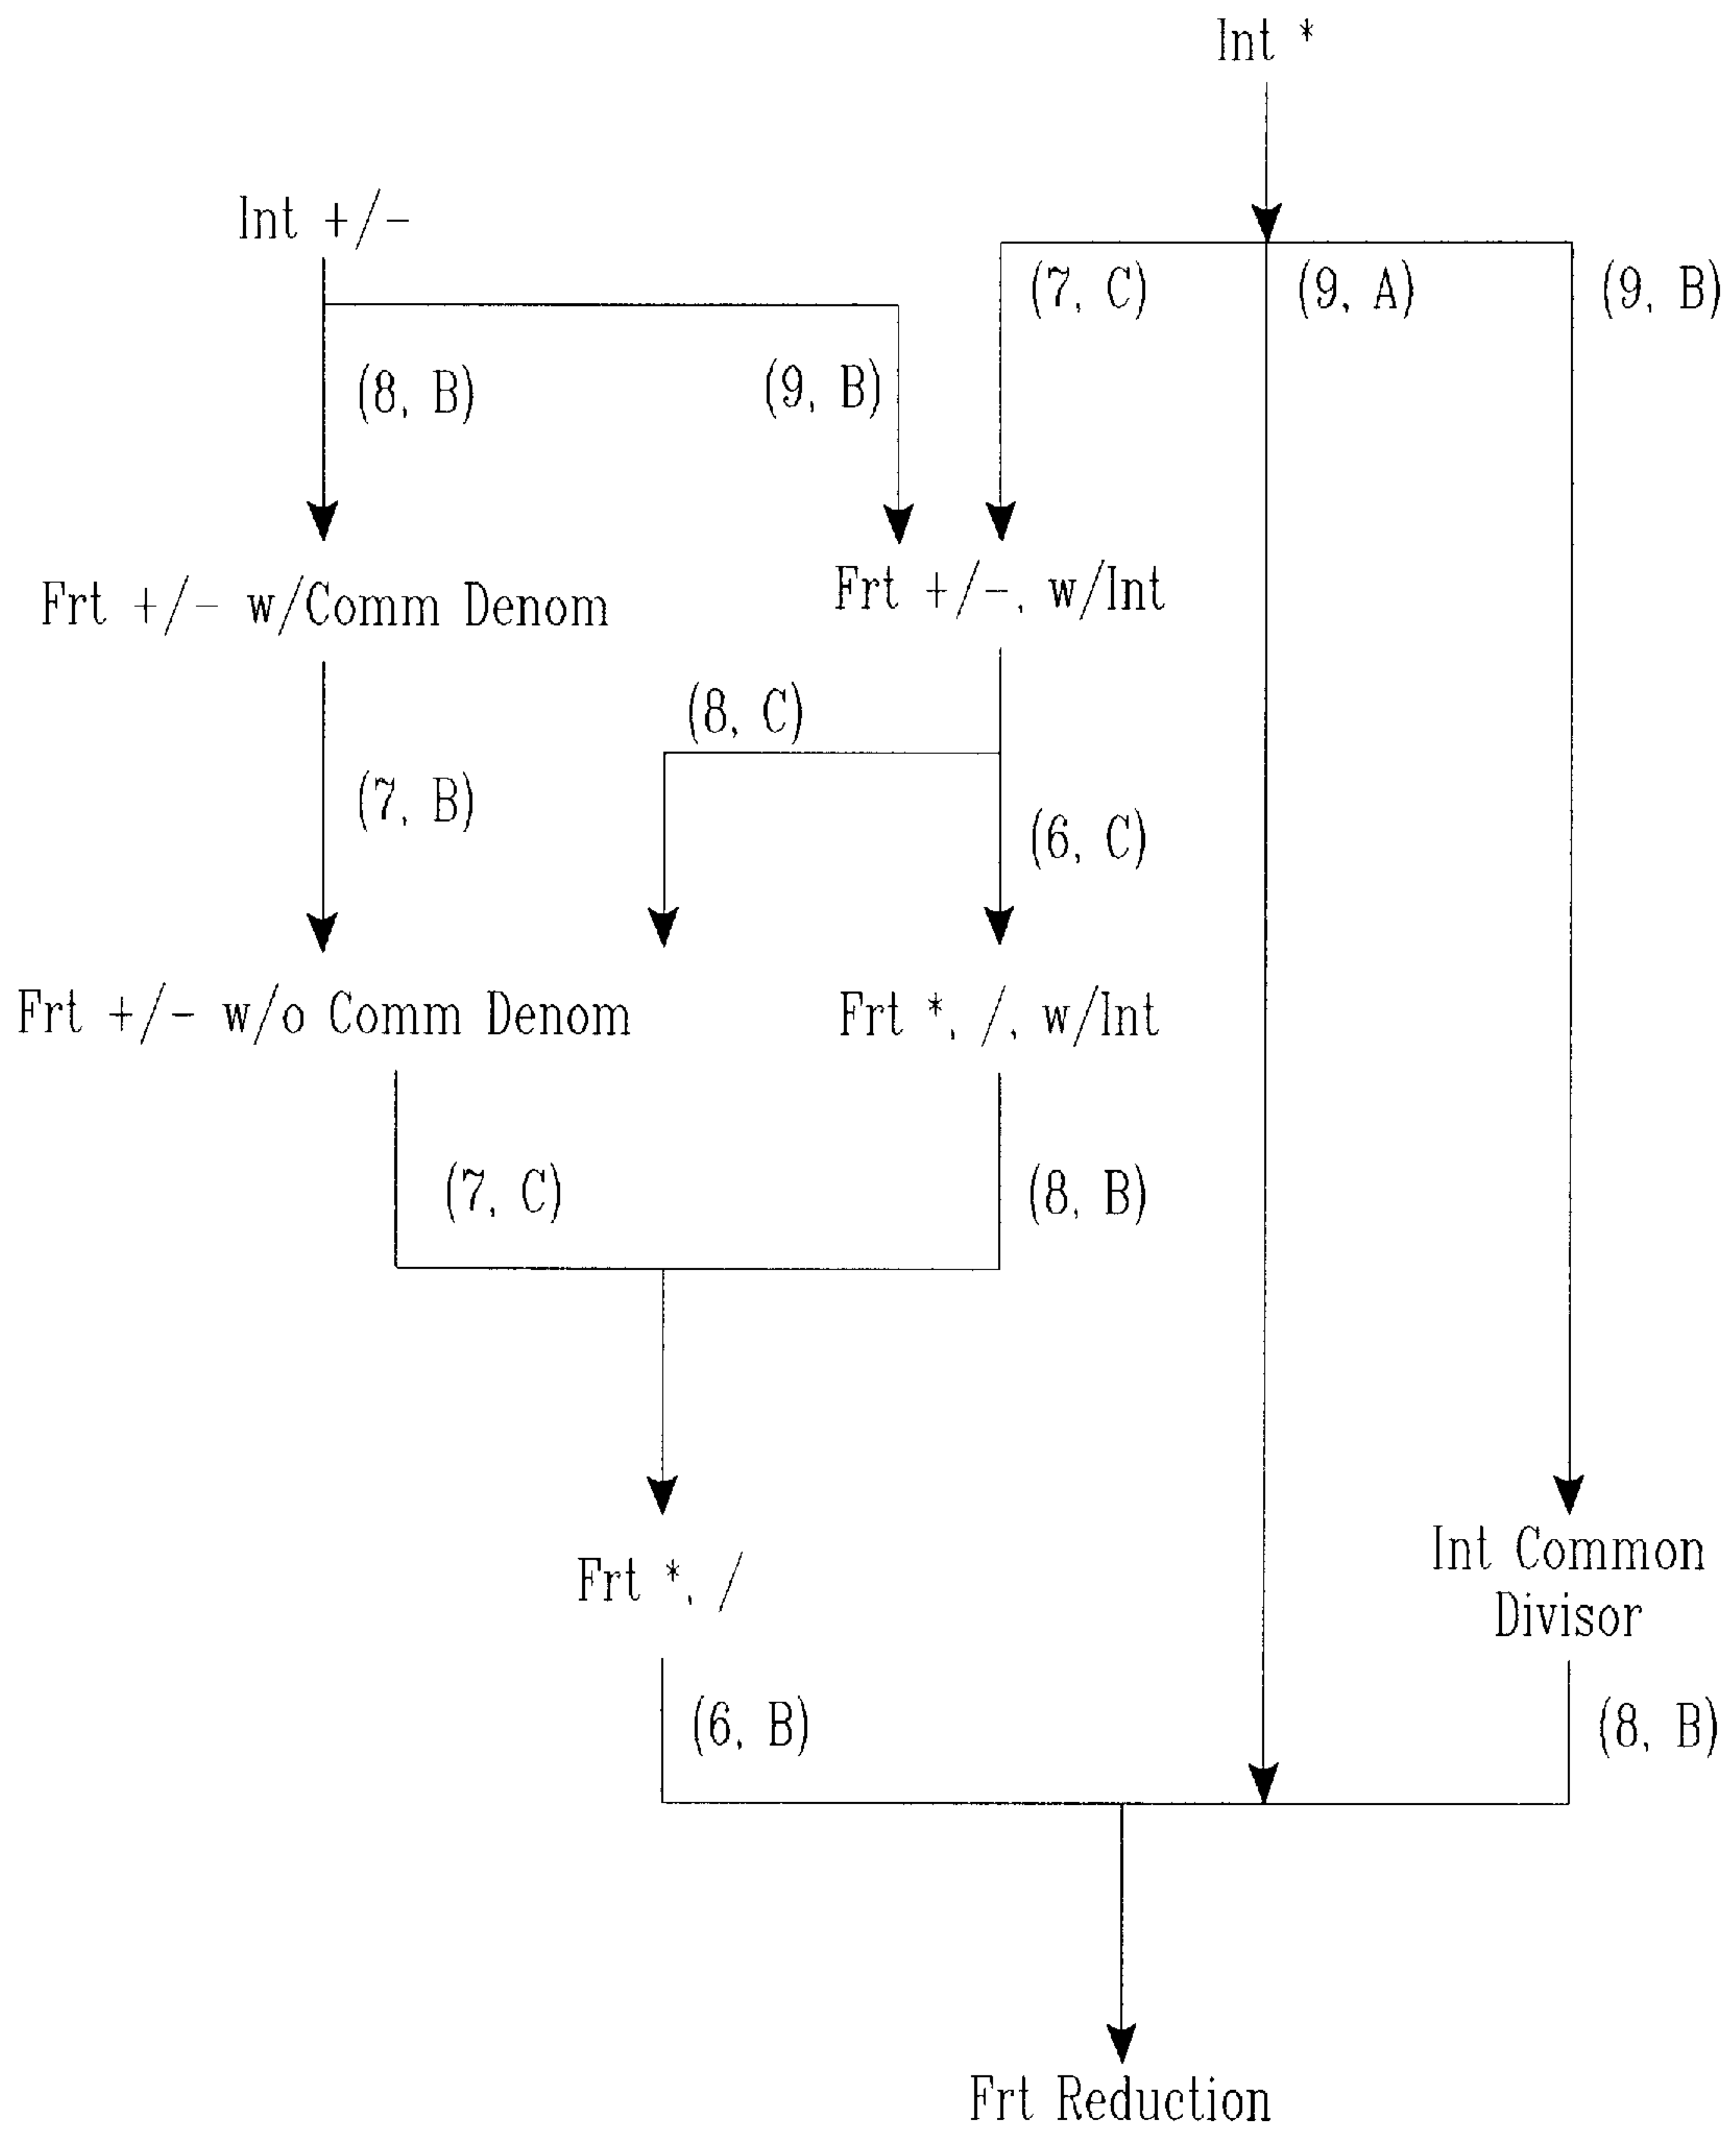 Int *
Int +/-
(7, C)
(9, A)
(9, B)
(8, B)
(9, B)
Frt +/- w/Comm Denom
Frt +/-, w/Int
(8, C)
(7, B)
(6, C)
Frt +/- w/o Comm Denom
Frt *, /, w/Int
(7, C)
(8, B)
Frt *, /
Int Common
Divisor
(6, B)
(8, B)
Frt Reduction